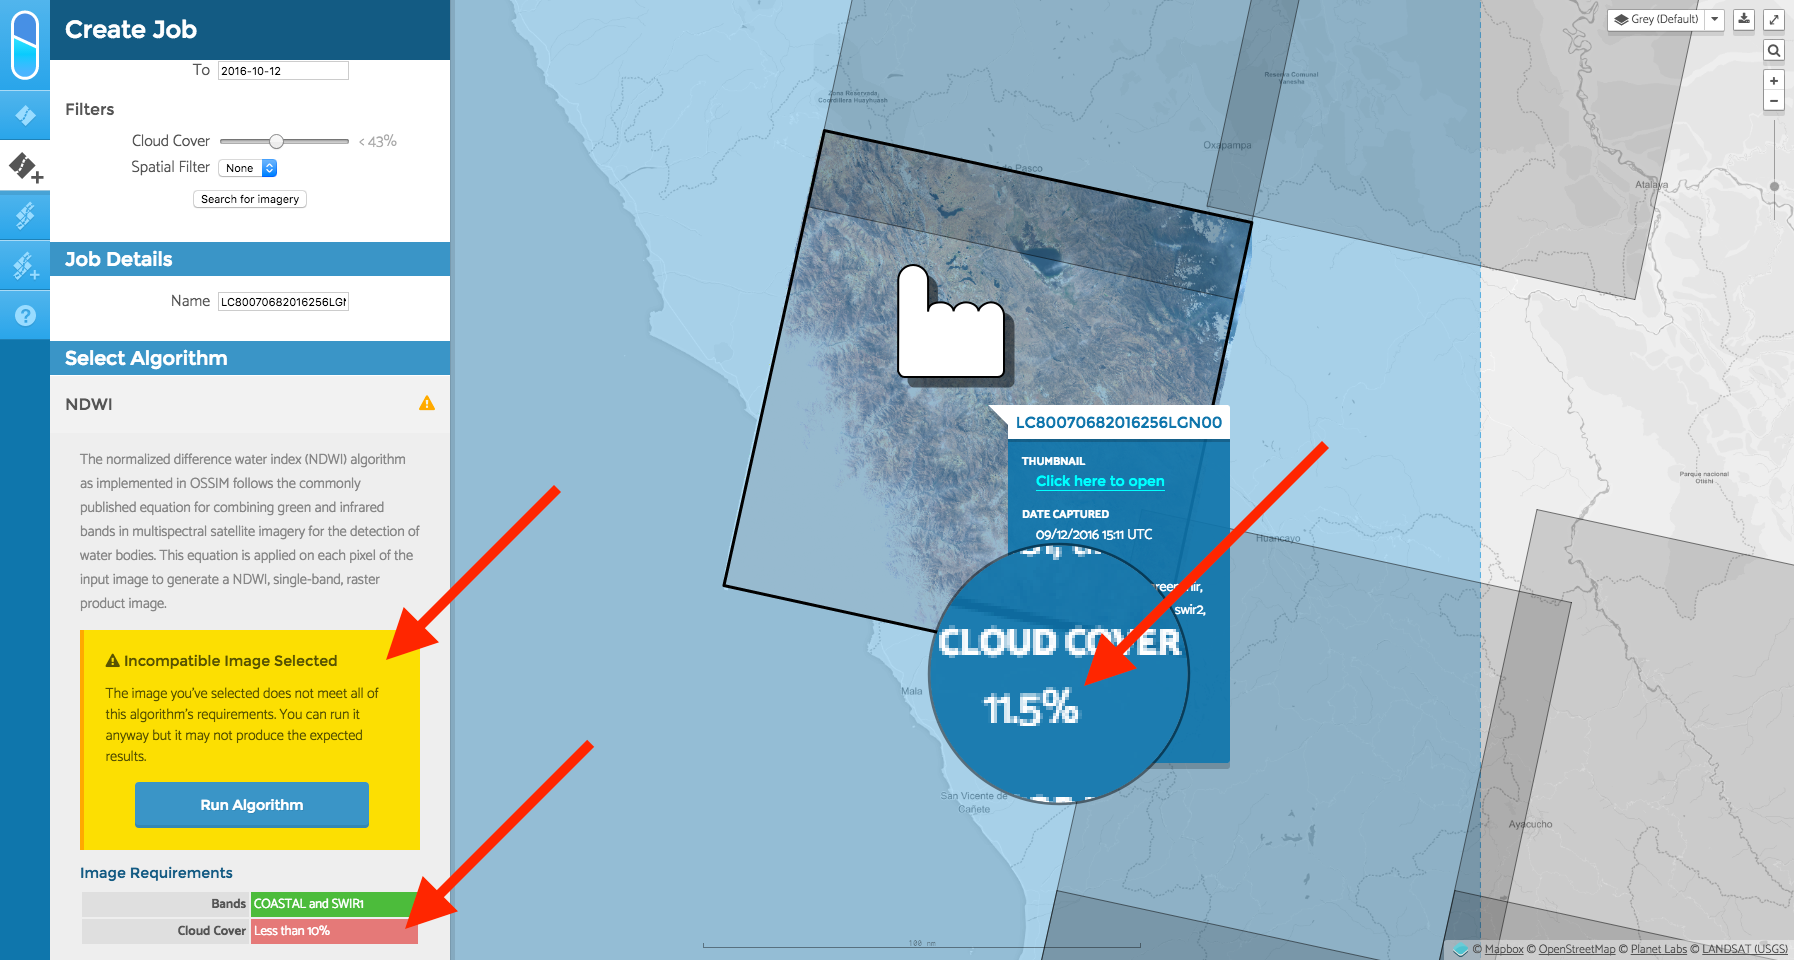 Create Job
To 2016-10-12
Filters
Cloud Cover < 43%
Spatial Filter None
Search for imagery
Job Details
Name LC80070682016256LGN
Select Algorithm
NDWI
The normalized difference water index (NDWI) algorithm
as implemented in OSSIM follows the commonly
published equation for combining green and infrared
bands in multispectral satellite imagery for the detection of
water bodies. This equation is applied on each pixel of the
input image to generate a NDWI, single-band, raster
product image.
Incompatible Image Selected
The image you've selected does not meet all of
this algorithm's requirements. You can run it
anyway but it may not produce the expected
results.
Run Algorithm
Image Requirements
Bands COASTAL and SWIR1
Cloud Cover Less than 10%
Grey (Default)
Reserva Comunal
Yanesha
Zona Reservada
Cordillera Huayhuash
Oxapampa
de Pasco
Atalaya
LC80070682016256LGN00
THUMBNAIL
Click here to open
DATE CAPTURED
09/12/2016 15:11 UTC
swir2,
CLOUD COVER
11.5%
Parque nacional
Otishi
Huancayo
Mala
San Vicente de
Cañete
Ayacucho
100 nm
© Mapbox © OpenStreetMap © Planet Labs © LANDSAT (USGS)